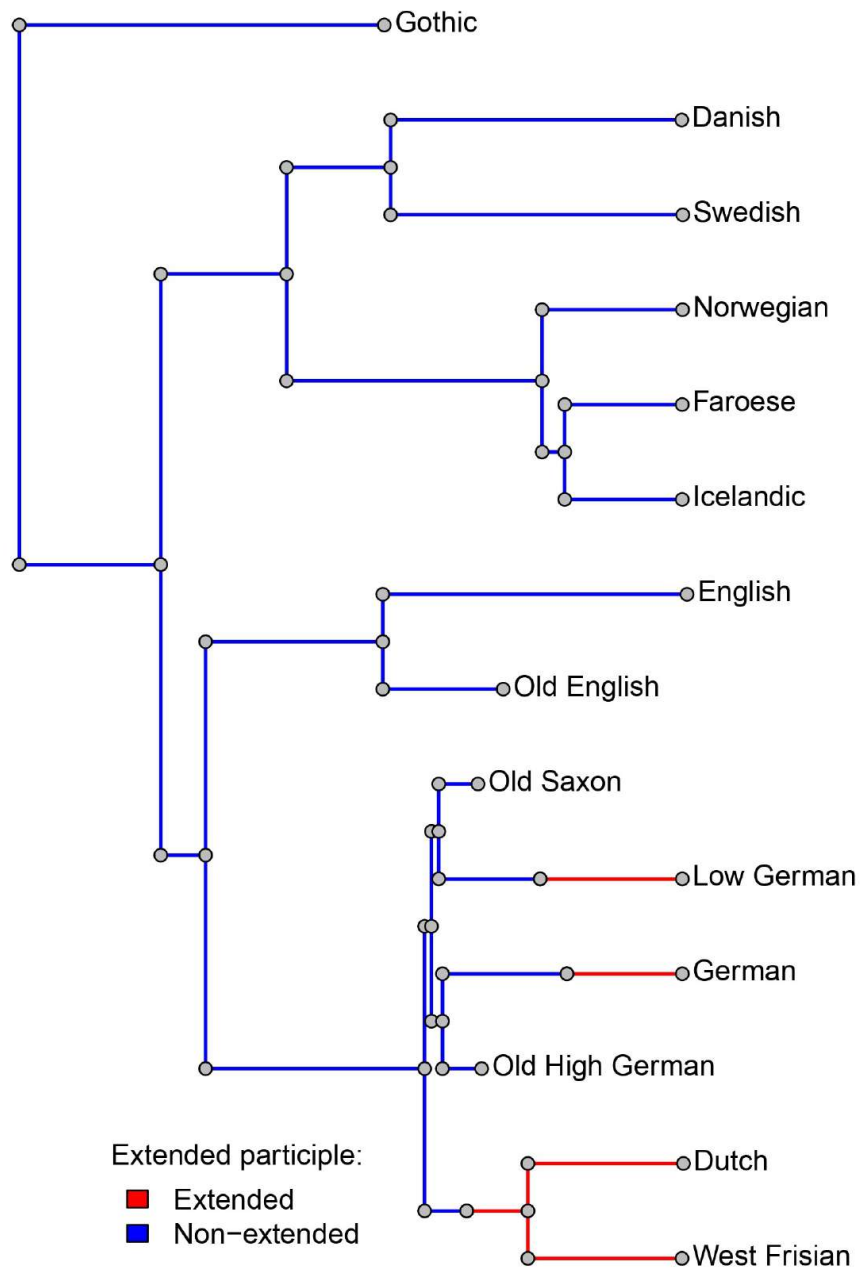 Gothic
Danish
Swedish
Norwegian
Faroese
Icelandic
English
Old English
Old Saxon
Low German
German
Old High German
Dutch
West Frisian
Extended participle:
Extended
Non−extended